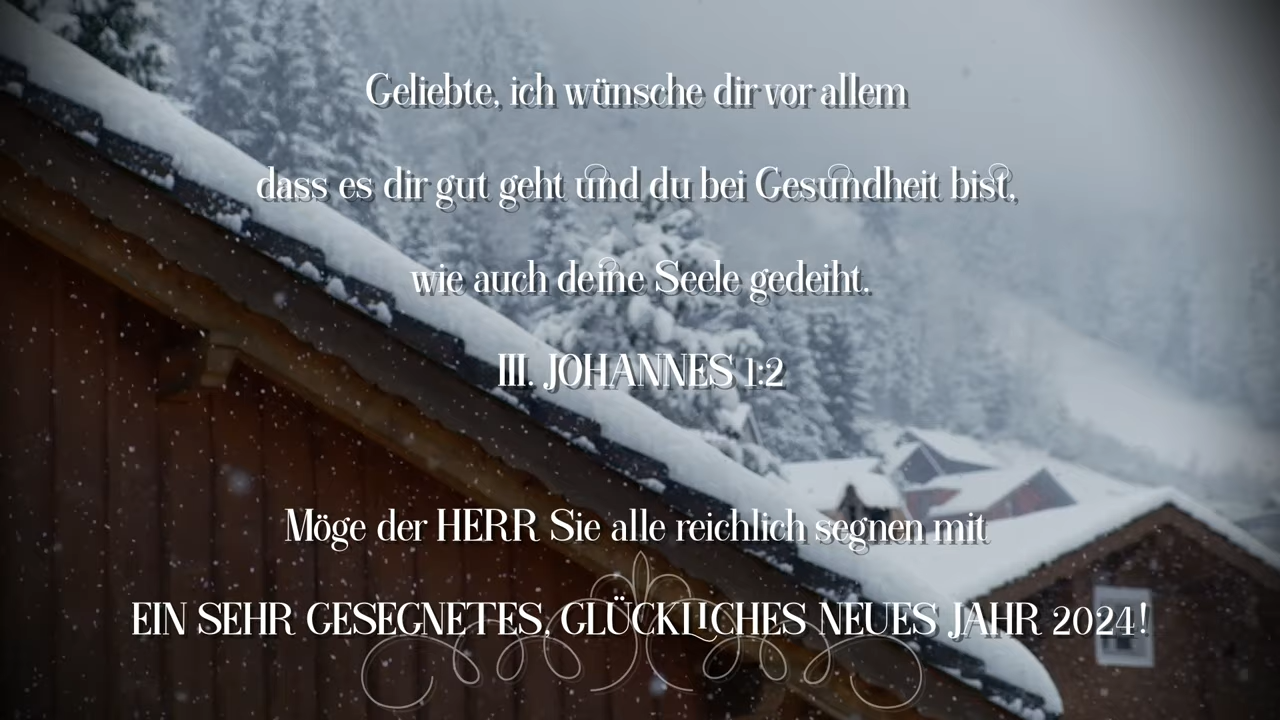 Geliebte, ich wünsche dir vor allem
dass es dir gut geht und du bei Gesundheit bist,
wie auch deine Seele gedeiht.
III. JOHANNES 1:2
Möge der HERR Sie alle reichlich segnen mit
EIN SEHR GESEGNETES, GLÜCKLICHES NEUES JAHR 2024!